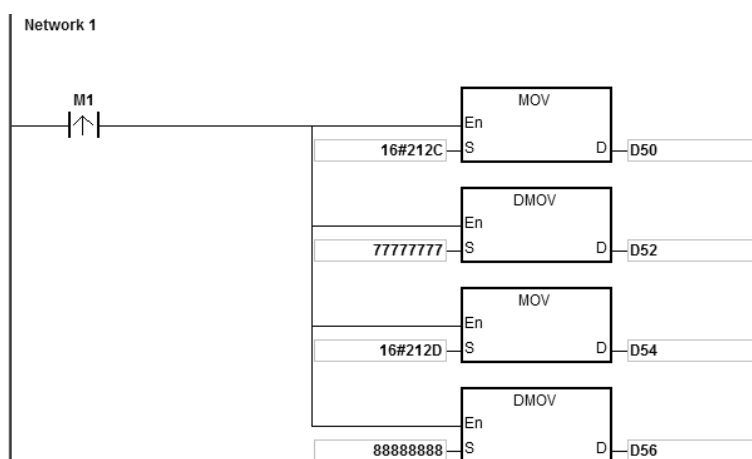 Network 1
M1
MOV
En
16#212C S D D50
DMOV
En
77777777 S D D52
MOV
En
16#212D S D D54
DMOV
En
88888888 S D D56